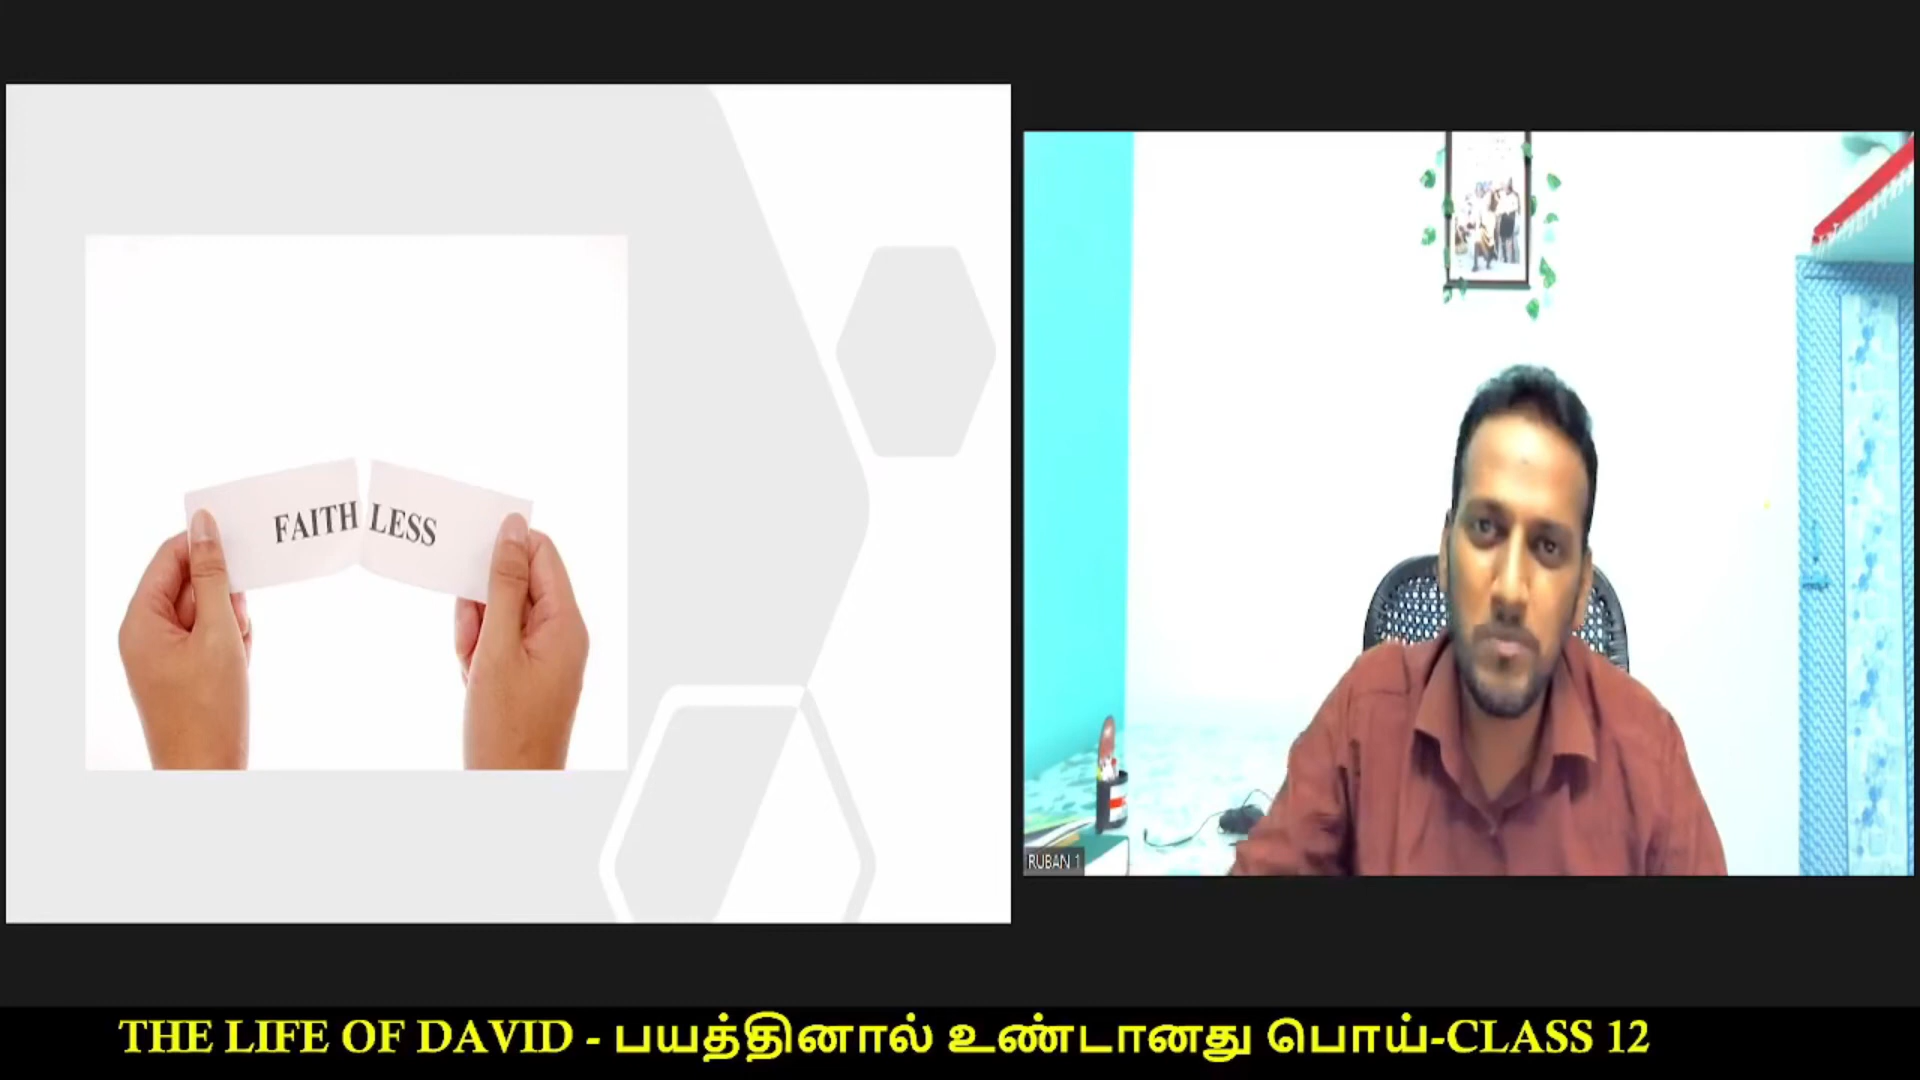 FAITH LESS
RUBAN 1
THE LIFE OF DAVID - பயத்தினால் உண்டானது பொய்-CLASS 12